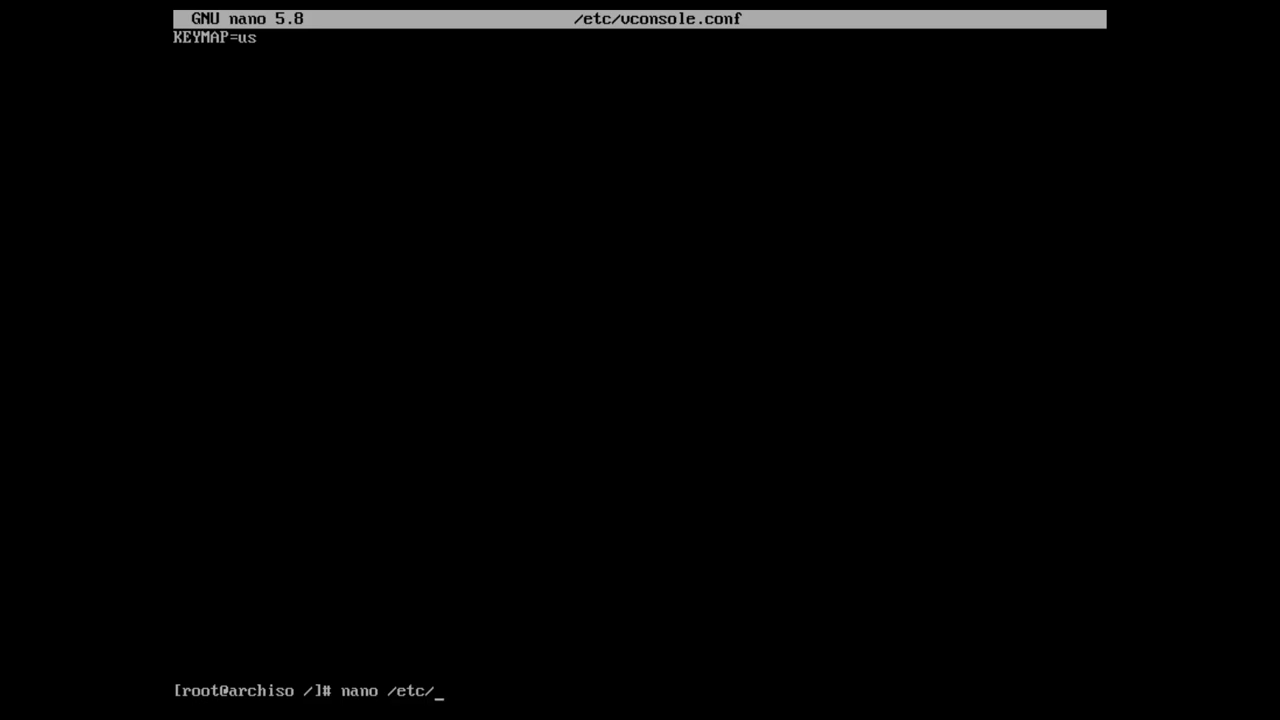 GNU nano 5.8 /etc/vconsole.conf
KEYMAP=us
[root@archiso /]# nano /etc/_